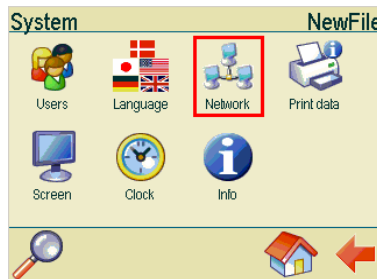 System NewFile
Users Language Network Print data
Screen Clock Info